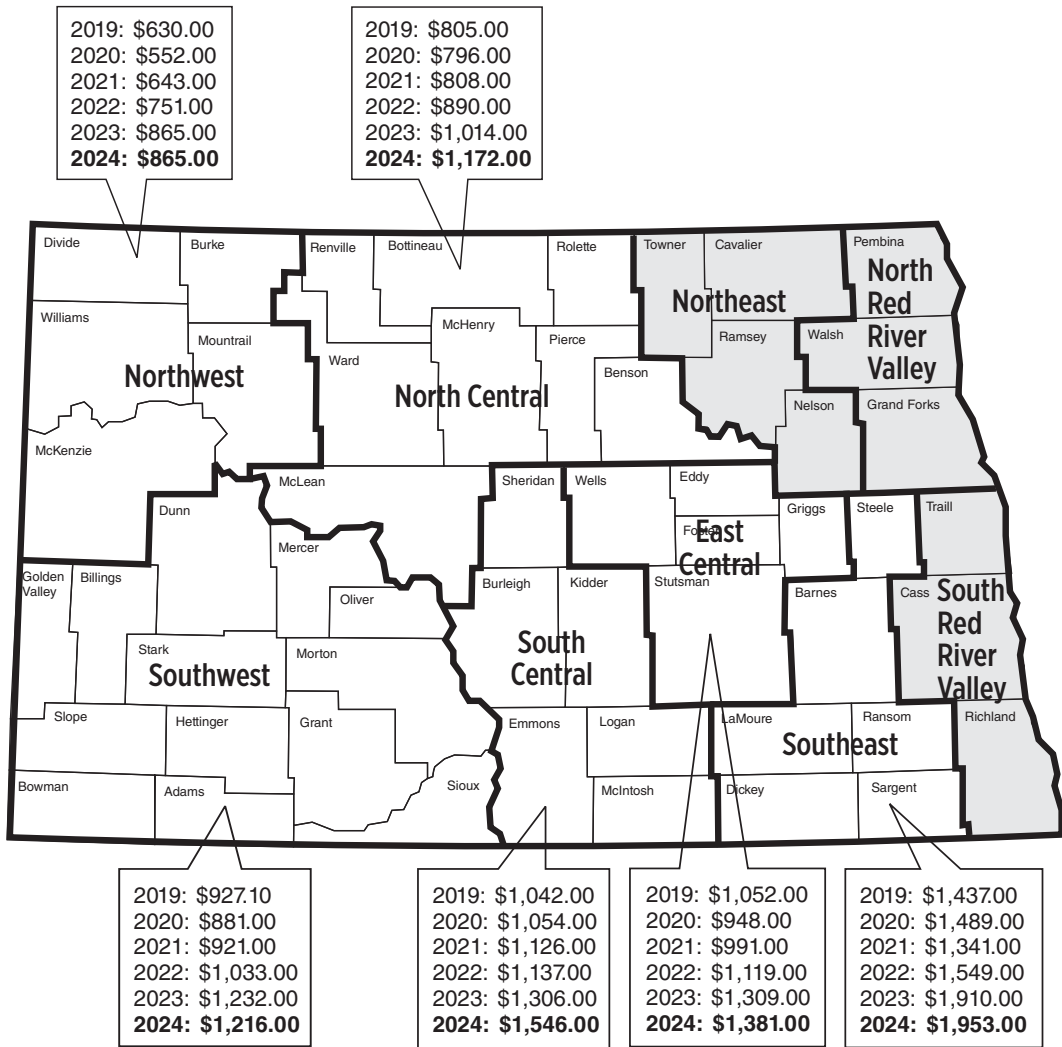 2019: $630.00
2020: $552.00
2021: $643.00
2022: $751.00
2023: $865.00
2024: $865.00
2019: $805.00
2020: $796.00
2021: $808.00
2022: $890.00
2023: $1,014.00
2024: $1,172.00
Divide
Burke
Renville
Bottineau
Rolette
Towner
Cavalier
Pembina
North
Red
River
Valley
Northeast
Williams
McHenry
Mountrail
Ward
Pierce
Ramsey
Walsh
Northwest
North Central
Benson
Nelson
Grand Forks
McKenzie
McLean
Sheridan
Wells
Eddy
Dunn
Griggs
Steele
Traill
Foster
East
Central
Mercer
Golden
Valley
Billings
Oliver
Burleigh
Kidder
Stutsman
Barnes
Cass
South
Red
River
Valley
Stark
Southwest
Morton
South
Central
Slope
Hettinger
Grant
Emmons
Logan
LaMoure
Ransom
Richland
Southeast
Bowman
Adams
Sioux
McIntosh
Dickey
Sargent
2019: $927.10
2020: $881.00
2021: $921.00
2022: $1,033.00
2023: $1,232.00
2024: $1,216.00
2019: $1,042.00
2020: $1,054.00
2021: $1,126.00
2022: $1,137.00
2023: $1,306.00
2024: $1,546.00
2019: $1,052.00
2020: $948.00
2021: $991.00
2022: $1,119.00
2023: $1,309.00
2024: $1,381.00
2019: $1,437.00
2020: $1,489.00
2021: $1,341.00
2022: $1,549.00
2023: $1,910.00
2024: $1,953.00